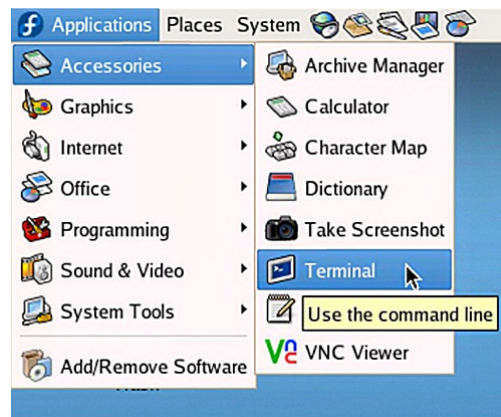 Applications Places System
Accessories
Graphics
Internet
Office
Programming
Sound & Video
System Tools
Add/Remove Software
Archive Manager
Calculator
Character Map
Dictionary
Take Screenshot
Terminal
Use the command line
VNC Viewer